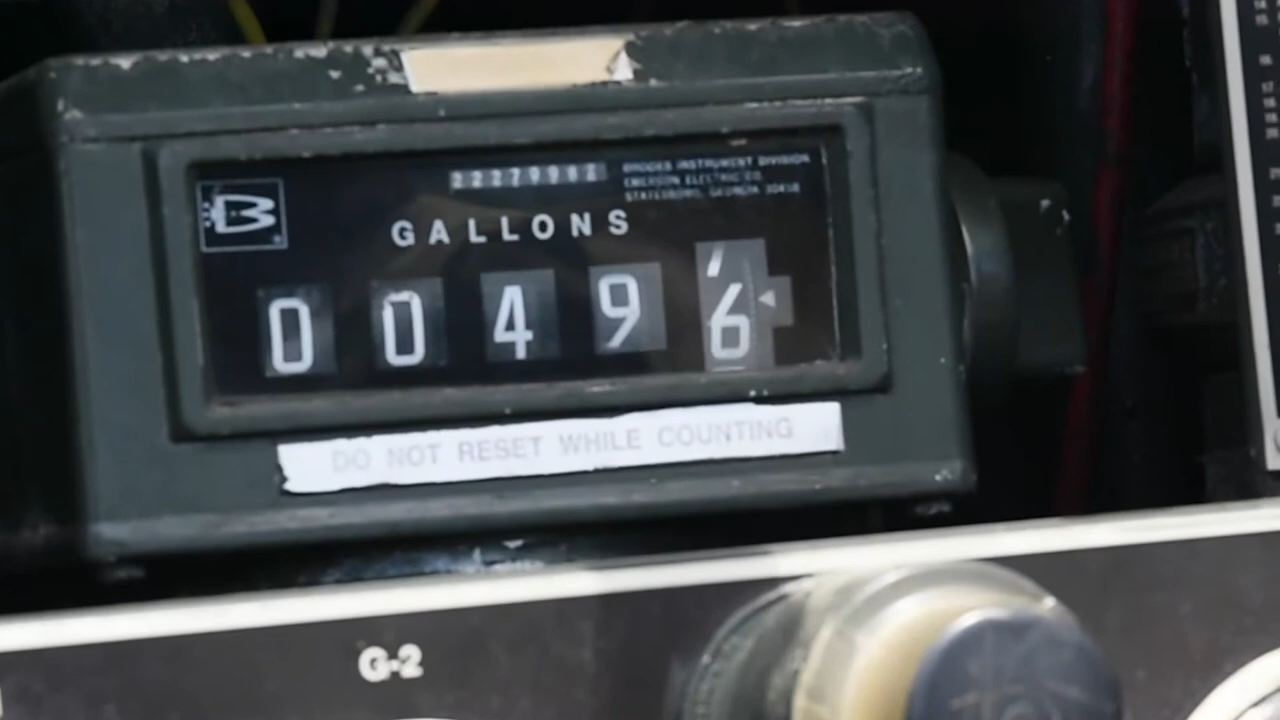 22279982
RHODES INSTRUMENT DIVISION
EMERSON ELECTRIC CO.
STATESBORO, GEORGIA 30458
GALLONS
0 0 4 9 6
DO NOT RESET WHILE COUNTING
G-2